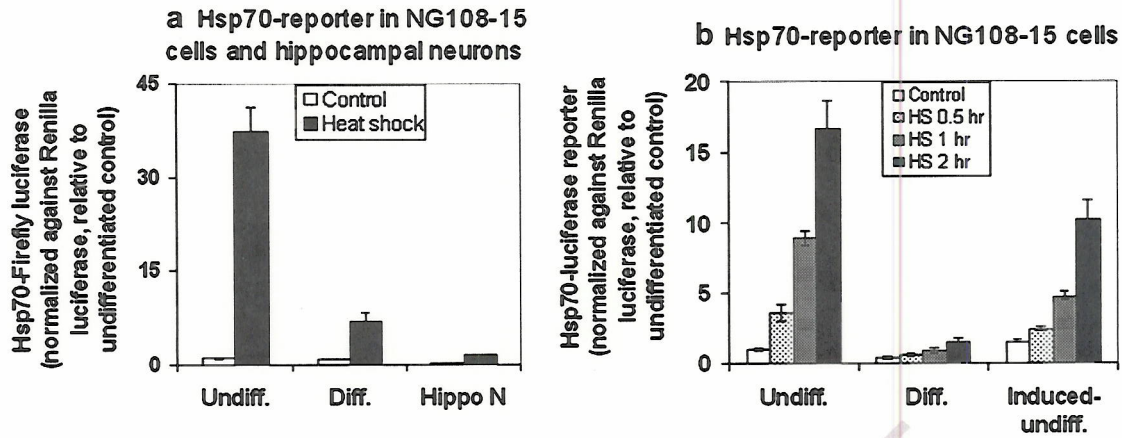 a Hsp70-reporter in NG108-15
cells and hippocampal neurons
Hsp70-Firefly luciferase
(normalized against Renilla
luciferase, relative to
undifferentiated control)
45
30
15
0
Control
Heat shock
Undiff.
Diff.
Hippo N
b Hsp70-reporter in NG108-15 cells
Hsp70-luciferase reporter
(normalized against Renilla
luciferase, relative to
undifferentiated control)
20
15
10
5
0
Control
HS 0.5 hr
HS 1 hr
HS 2 hr
Undiff.
Diff.
Induced-
undiff.